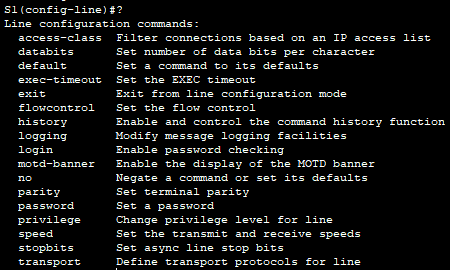 S1(config-line)#?
Line configuration commands:
access-class Filter connections based on an IP access list
databits Set number of data bits per character
default Set a command to its defaults
exec-timeout Set the EXEC timeout
exit Exit from line configuration mode
flowcontrol Set the flow control
history Enable and control the command history function
logging Modify message logging facilities
login Enable password checking
motd-banner Enable the display of the MOTD banner
no Negate a command or set its defaults
parity Set terminal parity
password Set a password
privilege Change privilege level for line
speed Set the transmit and receive speeds
stopbits Set async line stop bits
transport Define transport protocols for line